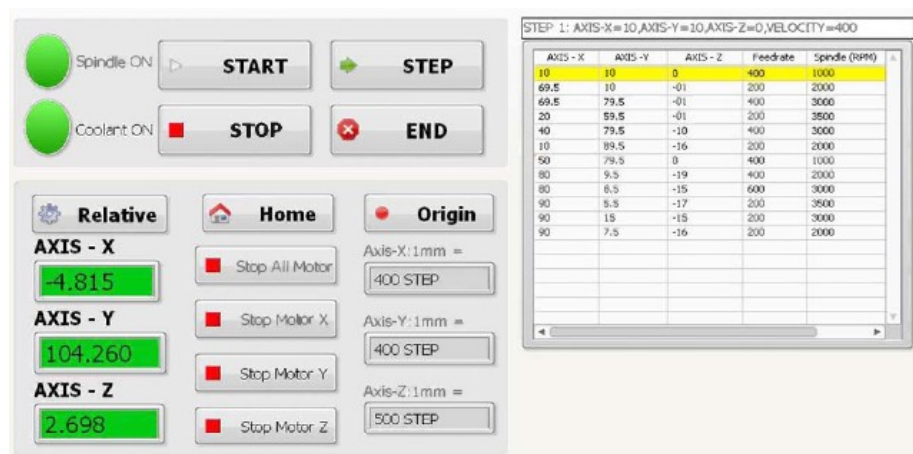 Spindle ON
START
STEP
Coolant ON
STOP
END
Relative
Home
Origin
AXIS - X
-4.815
AXIS - Y
104.260
AXIS - Z
2.698
Stop All Motor
Stop Motor X
Stop Motor Y
Stop Motor Z
Axis-X:1mm =
400 STEP
Axis-Y:1mm =
400 STEP
Axis-Z:1mm =
500 STEP
STEP 1: AXIS-X=10,AXIS-Y=10,AXIS-Z=0,VELOCITY=400
AXIS - X AXIS -Y AXIS - Z Feedrate Spindle (RPM)
10 10 0 400 1000
69.5 10 -01 200 2000
69.5 79.5 -01 400 3000
20 59.5 -01 200 3500
40 79.5 -10 400 3000
10 89.5 -16 200 2000
50 79.5 0 400 1000
80 9.5 -19 400 2000
80 8.5 -15 600 3000
90 5.5 -17 200 3500
90 15 -15 200 3000
90 7.5 -16 200 2000